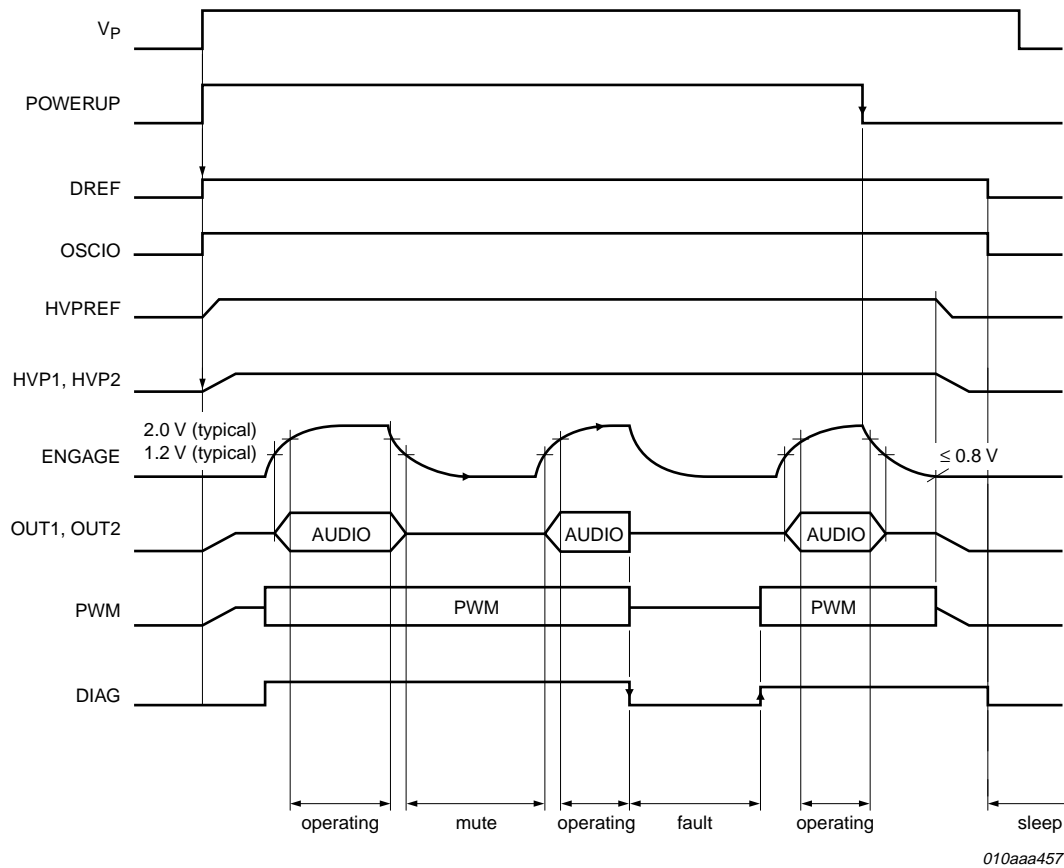 VP
POWERUP
DREF
OSCIO
HVPREF
HVP1, HVP2
2.0 V (typical)
1.2 V (typical)
ENGAGE
≤ 0.8 V
OUT1, OUT2
AUDIO
AUDIO
AUDIO
PWM
PWM
PWM
DIAG
operating
mute
operating
fault
operating
sleep
010aaa457